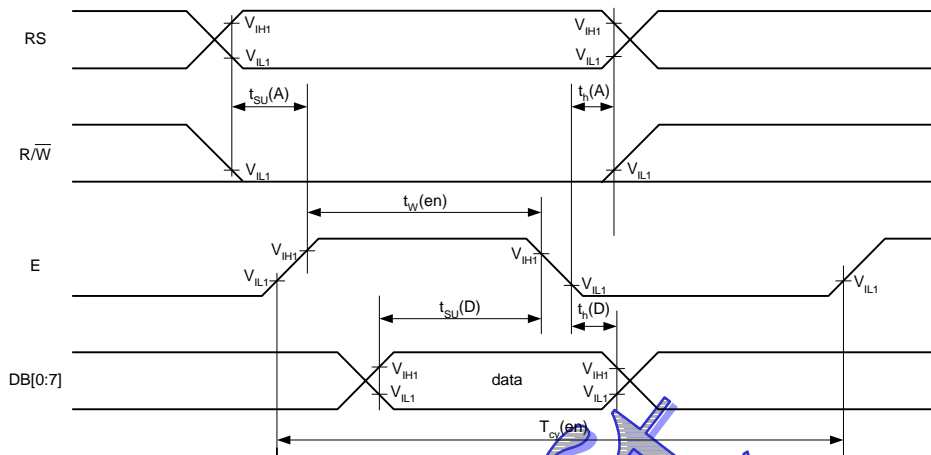 RS
V_IH1
V_IL1
V_IH1
V_IL1
t_SU(A)
t_h(A)
R/W̅
V_IL1
V_IL1
t_W(en)
E
V_IH1
V_IL1
V_IH1
V_IL1
V_IL1
t_SU(D)
t_h(D)
DB[0:7]
V_IH1
V_IL1
data
V_IH1
V_IL1
T_cy(en)